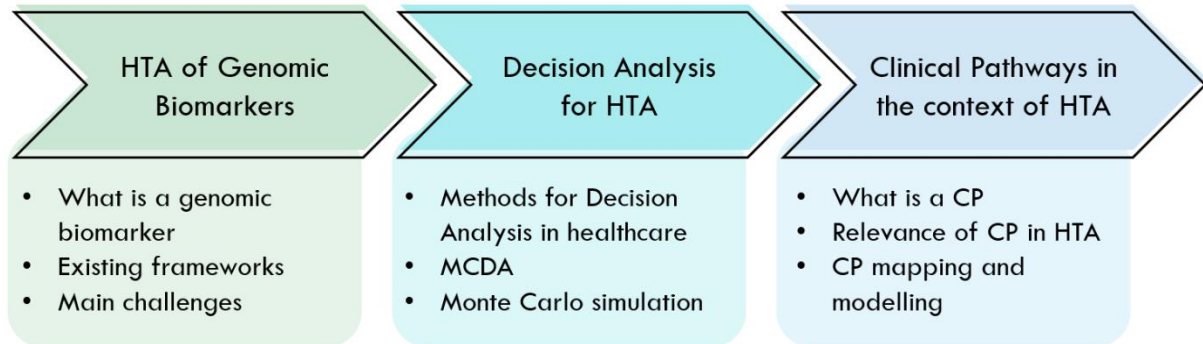 HTA of Genomic
Biomarkers
• What is a genomic
biomarker
• Existing frameworks
• Main challenges
Decision Analysis
for HTA
• Methods for Decision
Analysis in healthcare
• MCDA
• Monte Carlo simulation
Clinical Pathways in
the context of HTA
• What is a CP
• Relevance of CP in HTA
• CP mapping and
modelling